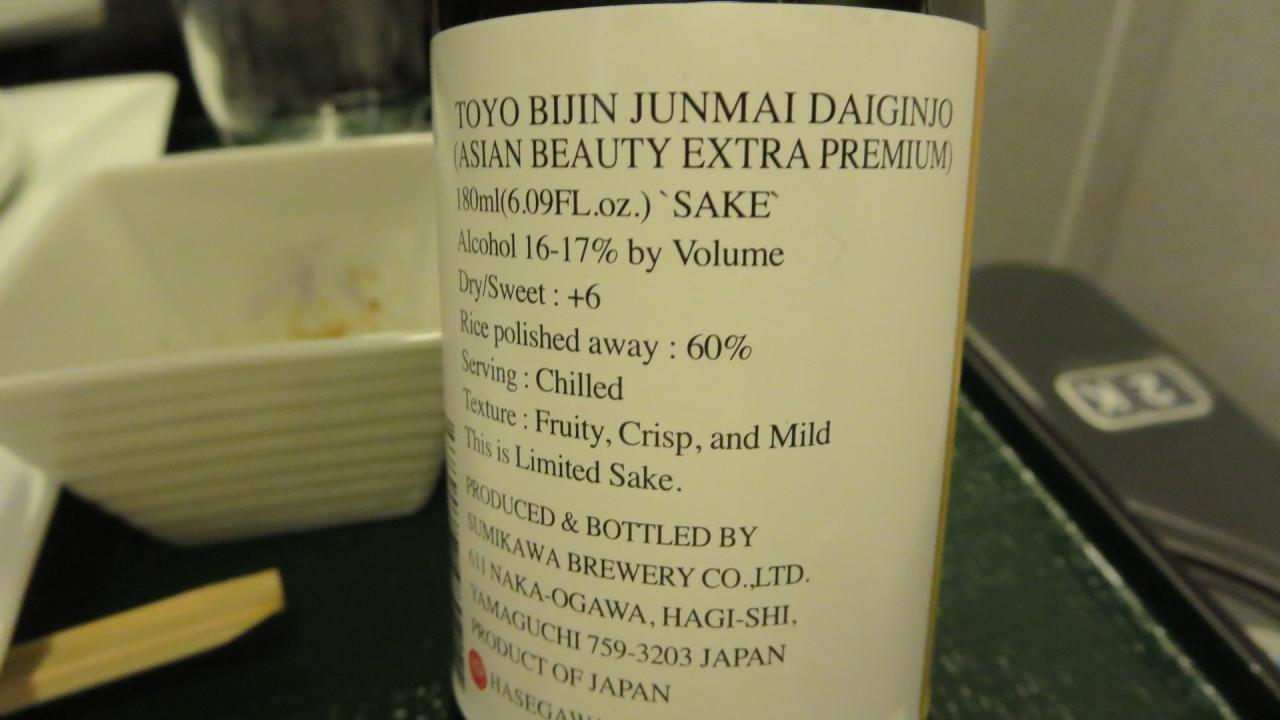 TOYO BIJIN JUNMAI DAIGINJO
(ASIAN BEAUTY EXTRA PREMIUM)
180ml(6.09FL.oz.) `SAKE`
Alcohol 16-17% by Volume
Dry/Sweet : +6
Rice polished away : 60%
Serving : Chilled
Texture : Fruity, Crisp, and Mild
This is Limited Sake.
PRODUCED & BOTTLED BY
SUMIKAWA BREWERY CO.,LTD.
611 NAKA-OGAWA, HAGI-SHI,
YAMAGUCHI 759-3203 JAPAN
PRODUCT OF JAPAN
HASEGAWA
2K